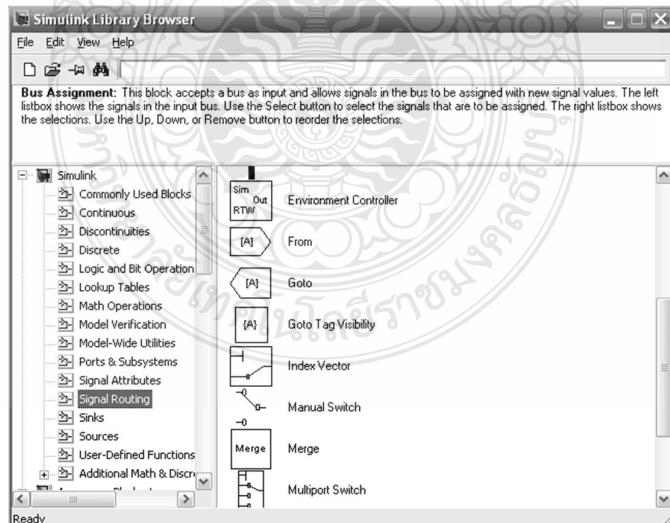 Simulink Library Browser
File Edit View Help
Bus Assignment: This block accepts a bus as input and allows signals in the bus to be assigned with new signal values. The left
listbox shows the signals in the input bus. Use the Select button to select the signals that are to be assigned. The right listbox shows
the selections. Use the Up, Down, or Remove button to reorder the selections.
Simulink
Commonly Used Blocks
Continuous
Discontinuities
Discrete
Logic and Bit Operation
Lookup Tables
Math Operations
Model Verification
Model-Wide Utilities
Ports & Subsystems
Signal Attributes
Signal Routing
Sinks
Sources
User-Defined Functions
Additional Math & Discr
Sim
Out
RTW
Environment Controller
[A]
From
[A]
Goto
{A}
Goto Tag Visibility
Index Vector
Manual Switch
Merge
Merge
Multiport Switch
Ready